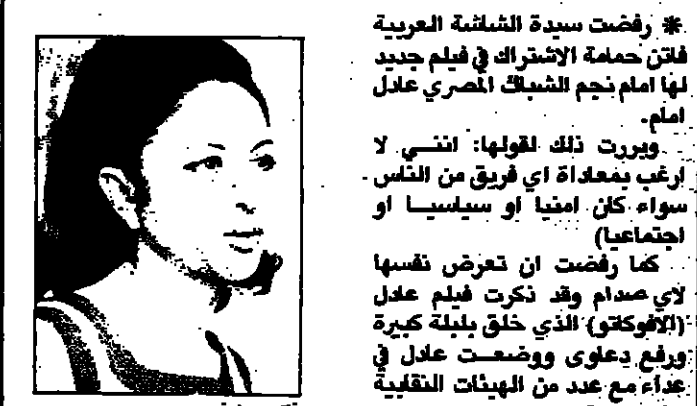 * رفضت سيدة الشاشة العربية
فاتن حمامة الاشتراك في فيلم جديد
لها امام نجم الشباك المصري عادل
امام.
وبررت ذلك لقولها: انني لا
ارغب بمعاداة اي فريق من الناس
سواء كان امنيا او سياسيا او
اجتماعيا)
كما رفضت ان تعرض نفسها
لاي صدام وقد ذكرت فيلم عادل
(الافوكاتو) الذي خلق بلبلة كبيرة
ورفع دعاوى ووضعت عادل في
عداء مع عدد من الهيئات النقابية